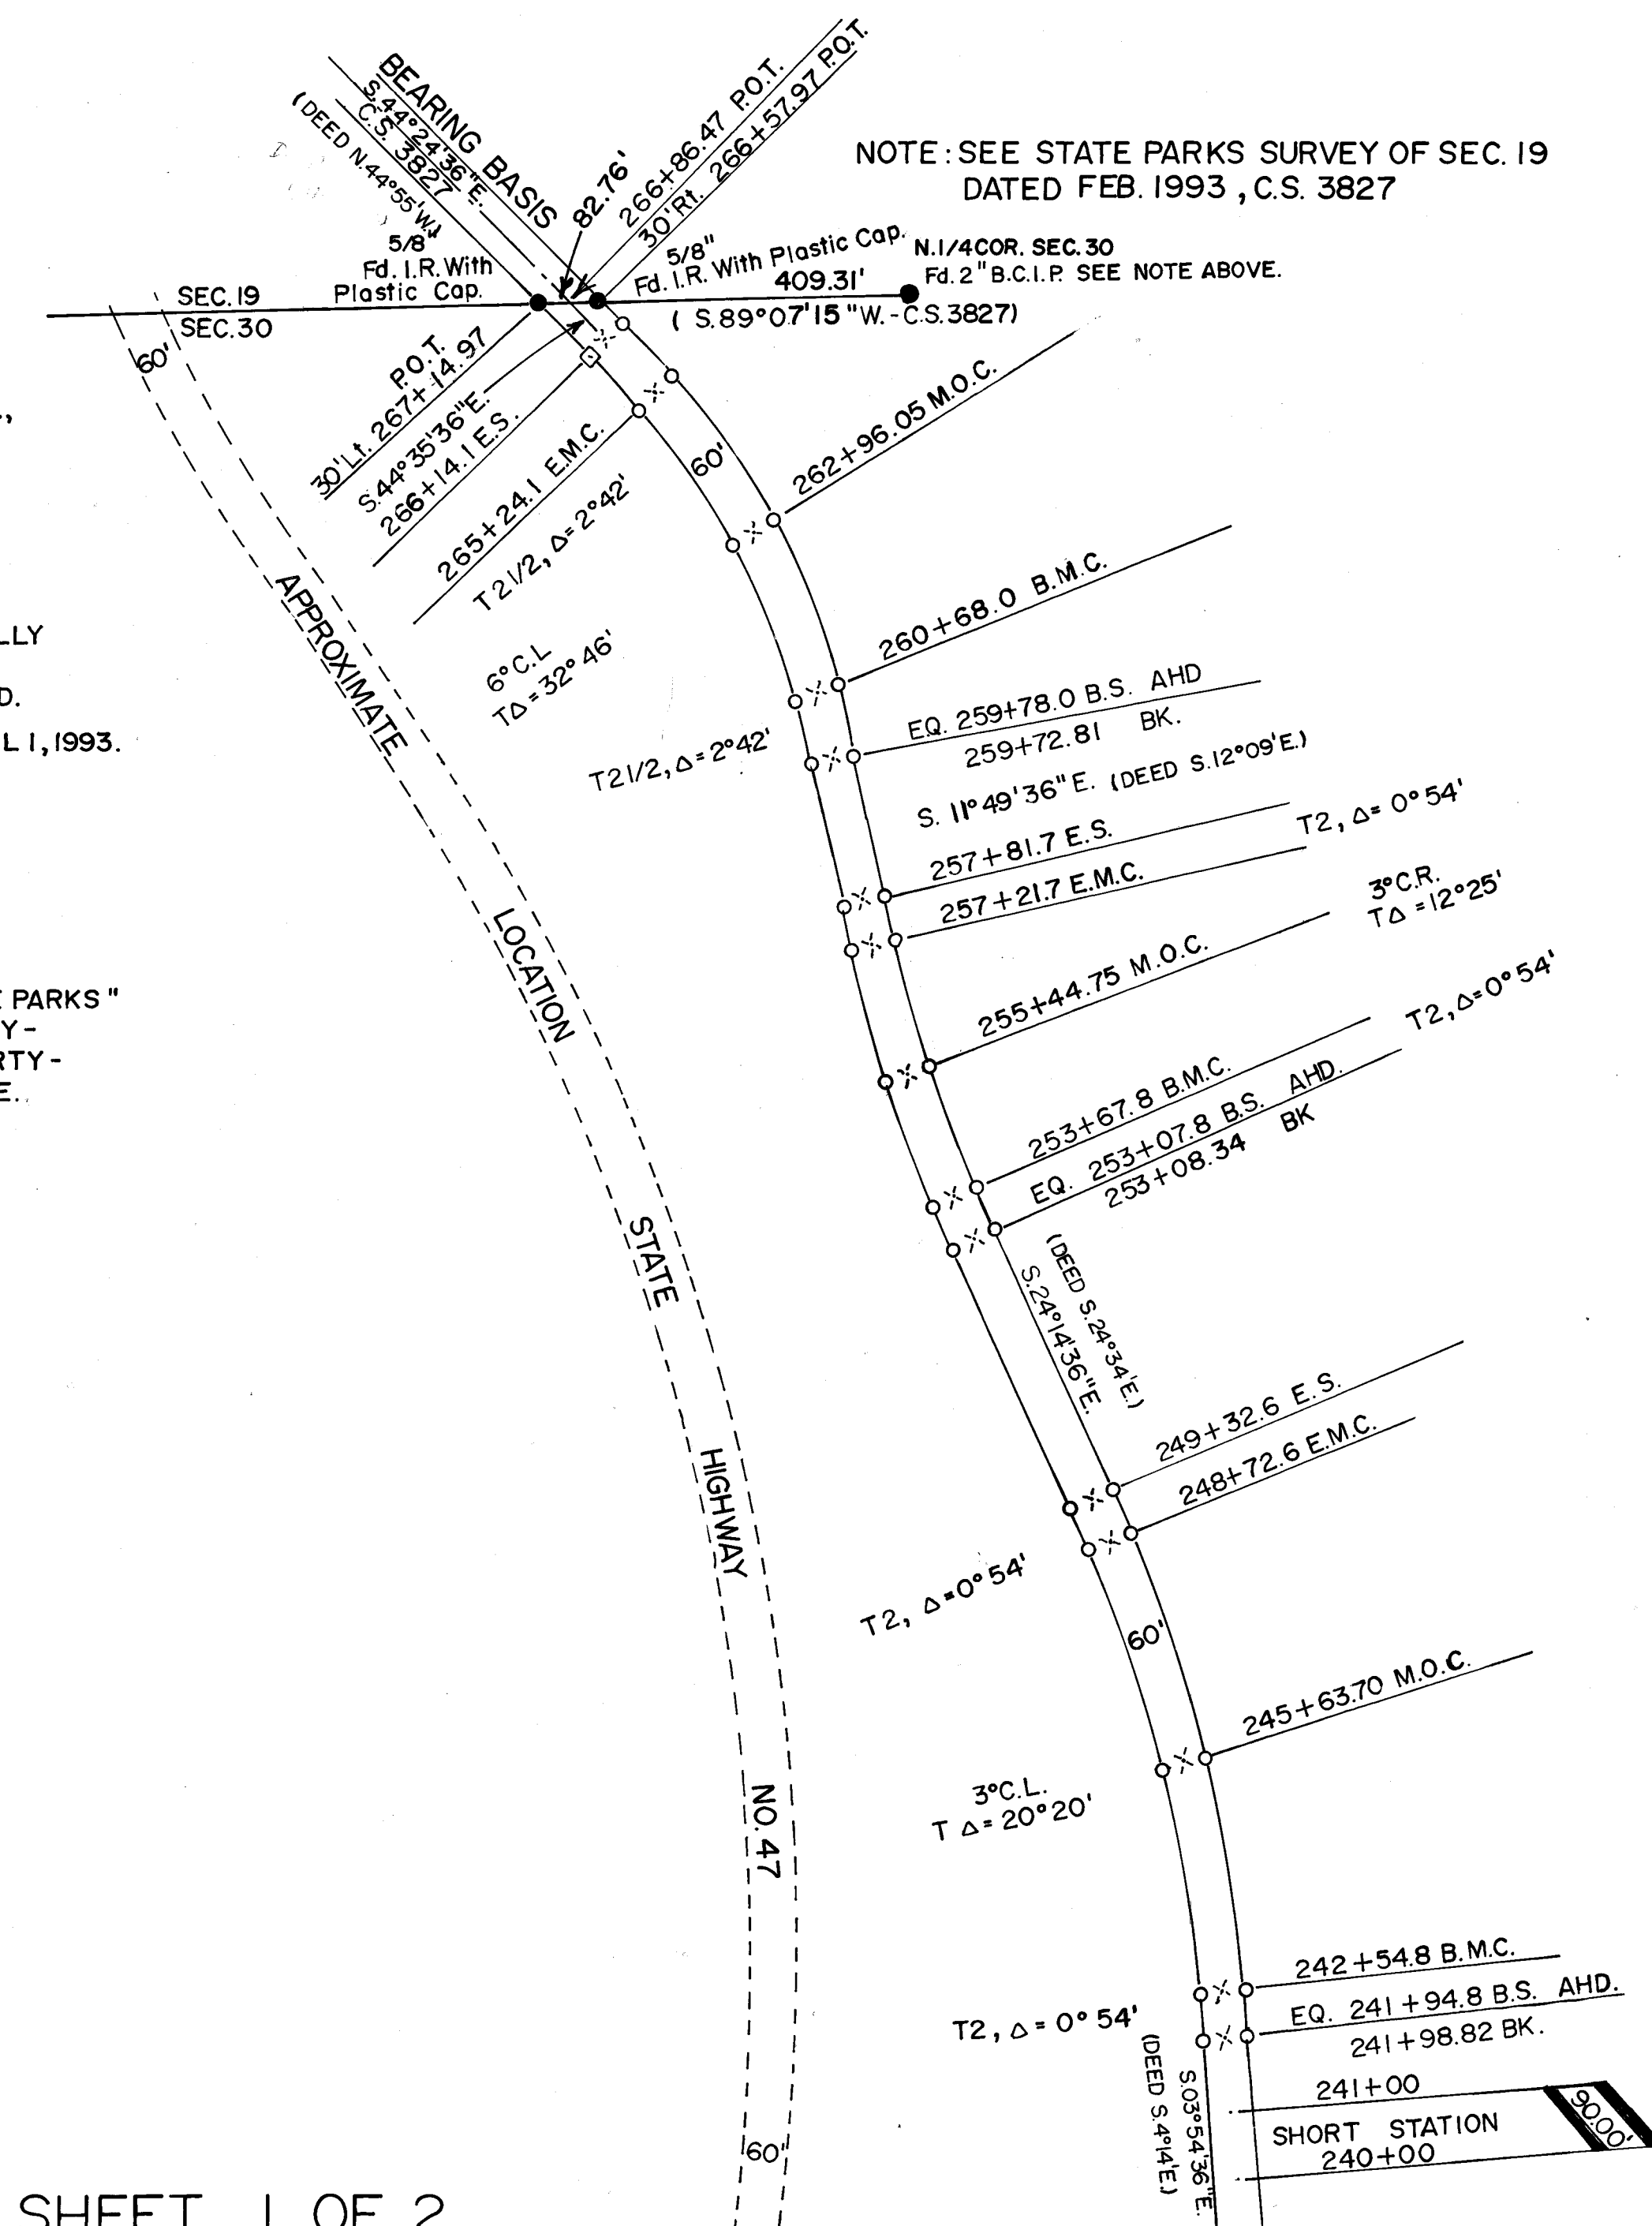 BEARING BASIS
S.44°24'36"E.
C.S. 3827
(DEED N.44°55'W.)
82.76'
266+86.47 P.O.T.
30'Rt. 266+57.97 P.O.T.
NOTE: SEE STATE PARKS SURVEY OF SEC. 19
DATED FEB. 1993, C.S. 3827
5/8"
Fd. I.R. With
Plastic Cap.
5/8"
Fd. I.R. With Plastic Cap.
409.31'
(S.89°07'15"W.-C.S.3827)
N.1/4 COR. SEC. 30
Fd. 2" B.C.I.P. SEE NOTE ABOVE.
SEC. 19
SEC. 30
60'
P.O.T.
30' Lt. 267+14.97
S.44°35'36"E.
266+14.1 E.S.
265+24.1 E.M.C.
T2 1/2, Δ=2°42'
60'
262+96.05 M.O.C.
260+68.0 B.M.C.
6°C.L
TΔ=32°46'
EQ. 259+78.0 B.S. AHD
259+72.81 BK.
T2 1/2, Δ=2°42'
S. 11°49'36"E. (DEED S.12°09'E.)
257+81.7 E.S.
T2, Δ= 0°54'
257+21.7 E.M.C.
3°C.R.
TΔ =12°25'
255+44.75 M.O.C.
T2, Δ=0°54'
253+67.8 B.M.C.
EQ. 253+07.8 B.S. AHD.
253+08.34 BK
(DEED S.24°34'E.)
S.24°14'36"E.
249+32.6 E.S.
248+72.6 E.M.C.
T2, Δ=0°54'
60'
245+63.70 M.O.C.
3°C.L.
T Δ= 20°20'
242+54.8 B.M.C.
EQ. 241+94.8 B.S. AHD.
241+98.82 BK.
T2, Δ= 0°54'
(DEED S.4°14'E.)
S.03°54'36"E.
241+00
SHORT STATION
240+00
90.00'
APPROXIMATE
LOCATION
STATE
HIGHWAY
NO. 47
60'
LLY
D.
L 1, 1993.
PARKS"
Y-
RTY-
E.
SHEET 1 OF 2